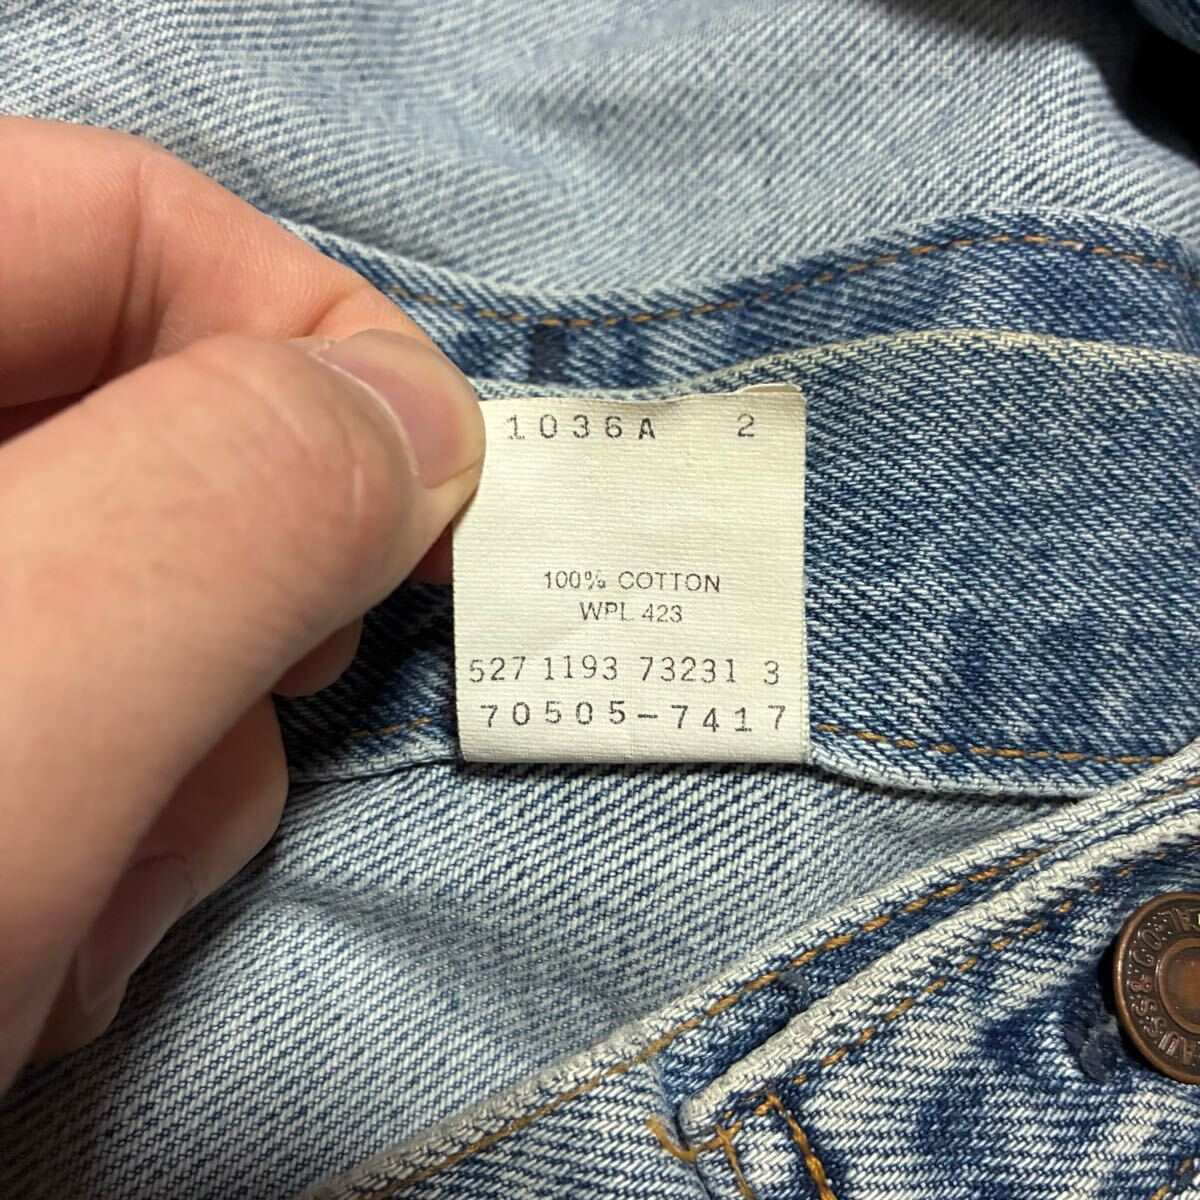 1036A 2
100% COTTON
WPL 423
527 1193 73231 3
70505-7417